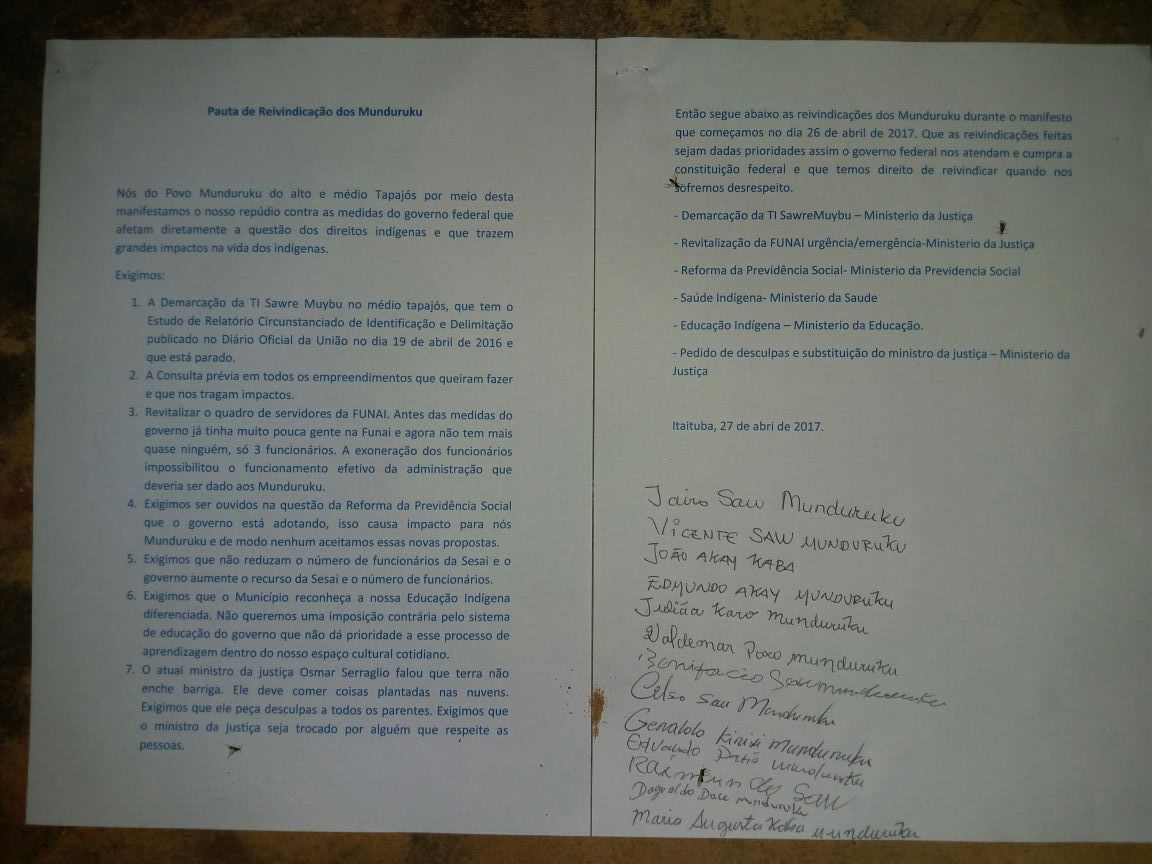 Pauta de Reivindicação dos Munduruku
Nós do Povo Munduruku do alto e médio Tapajós por meio desta
manifestamos o nosso repúdio contra as medidas do governo federal que
afetam diretamente a questão dos direitos indígenas e que trazem
grandes impactos na vida dos indígenas.
Exigimos:
1. A Demarcação da TI Sawre Muybu no médio tapajós, que tem o
Estudo de Relatório Circunstanciado de Identificação e Delimitação
publicado no Diário Oficial da União no dia 19 de abril de 2016 e
que está parado.
2. A Consulta prévia em todos os empreendimentos que queiram fazer
e que nos tragam impactos.
3. Revitalizar o quadro de servidores da FUNAI. Antes das medidas do
governo já tinha muito pouca gente na Funai e agora não tem mais
quase ninguém, só 3 funcionários. A exoneração dos funcionários
impossibilitou o funcionamento efetivo da administração que
deveria ser dado aos Munduruku.
4. Exigimos ser ouvidos na questão da Reforma da Previdência Social
que o governo está adotando, isso causa impacto para nós
Munduruku e de modo nenhum aceitamos essas novas propostas.
5. Exigimos que não reduzam o número de funcionários da Sesai e o
governo aumente o recurso da Sesai e o número de funcionários.
6. Exigimos que o Município reconheça a nossa Educação Indígena
diferenciada. Não queremos uma imposição contrária pelo sistema
de educação do governo que não dá prioridade a esse processo de
aprendizagem dentro do nosso espaço cultural cotidiano.
7. O atual ministro da justiça Osmar Serraglio falou que terra não
enche barriga. Ele deve comer coisas plantadas nas nuvens.
Exigimos que ele peça desculpas a todos os parentes. Exigimos que
o ministro da justiça seja trocado por alguém que respeite as
pessoas.
Então segue abaixo as reivindicações dos Munduruku durante o manifesto
que começamos no dia 26 de abril de 2017. Que as reivindicações feitas
sejam dadas prioridades assim o governo federal nos atendam e cumpra a
constituição federal e que temos direito de reivindicar quando nos
sofremos desrespeito.
- Demarcação da TI SawreMuybu – Ministerio da Justiça
- Revitalização da FUNAI urgência/emergência-Ministerio da Justiça
- Reforma da Previdência Social- Ministerio da Previdencia Social
- Saúde Indígena- Ministerio da Saude
- Educação Indígena – Ministerio da Educação.
- Pedido de desculpas e substituição do ministro da justiça – Ministerio da
Justiça
Itaituba, 27 de abri de 2017.
Jairo Saw Munduruku
VICENTE SAW MUNDURUKU
JOÃO AKAY KABA
EDMUNDO AKAY MUNDURUKU
Julião Karo Munduruku
Valdemar Poxo munduruku
Bonifacio Saw munduruku
Celso Saw Munduruku
Genaldo Kirixi Munduruku
Eduardo munduruku
Raimundo Saw
Dace munduruku
Maria Augusta Kaba munduruku